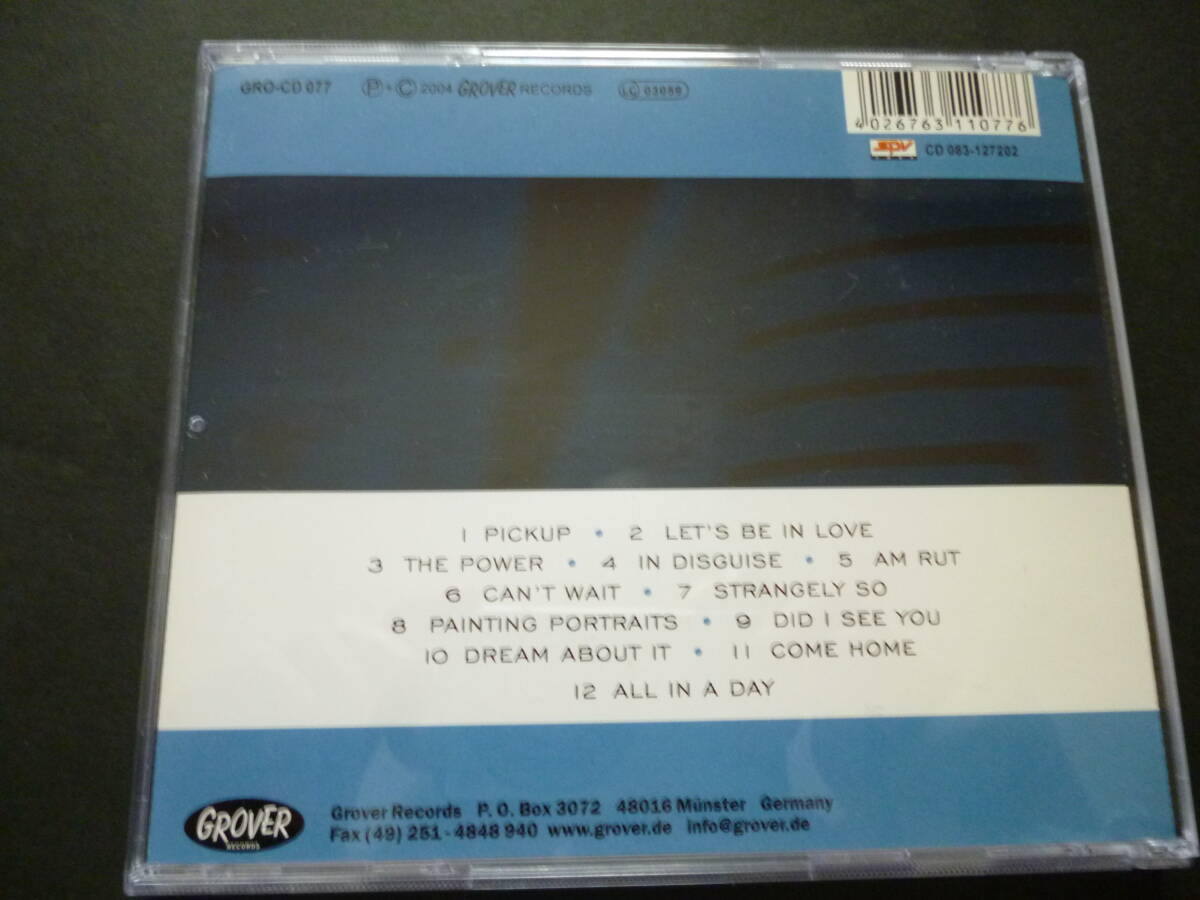 GRO-CD 077 Ⓟ + © 2004 GROVER RECORDS LC 03059
4026763 110776
SPV CD 083-127202
1 PICKUP • 2 LET'S BE IN LOVE
3 THE POWER • 4 IN DISGUISE • 5 AM RUT
6 CAN'T WAIT • 7 STRANGELY SO
8 PAINTING PORTRAITS • 9 DID I SEE YOU
10 DREAM ABOUT IT • 11 COME HOME
12 ALL IN A DAY
GROVER
RECORDS
Grover Records P. O. Box 3072 48016 Münster Germany
Fax (49) 251 - 4848 940 www.grover.de info@grover.de